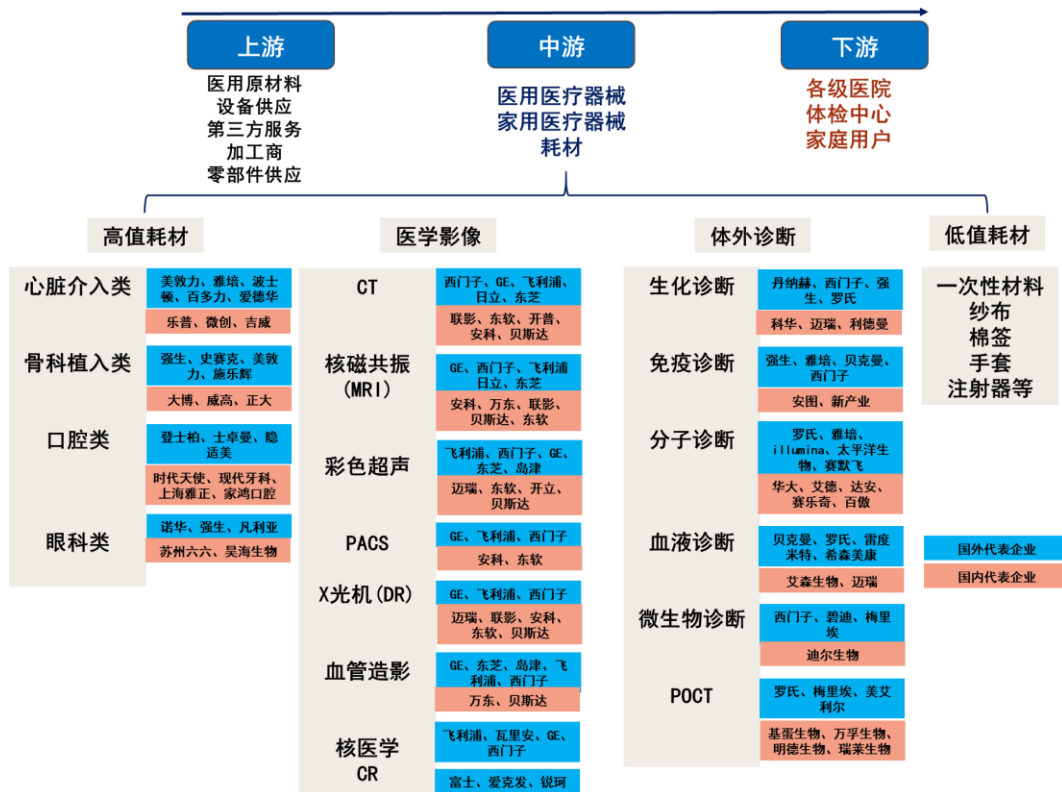 上游
医用原材料
设备供应
第三方服务
加工商
零部件供应
中游
医用医疗器械
家用医疗器械
耗材
下游
各级医院
体检中心
家庭用户
高值耗材
心脏介入类
美敦力、雅培、波士
顿、百多力、爱德华
乐普、微创、吉威
骨科植入类
强生、史赛克、美敦
力、施乐辉
大博、威高、正大
口腔类
登士柏、士卓曼、隐
适美
时代天使、现代牙科、
上海雅正、家鸿口腔
眼科类
诺华、强生、凡利亚
苏州六六、昊海生物
医学影像
CT
西门子、GE、飞利浦、
日立、东芝
联影、东软、开普、
安科、贝斯达
核磁共振
(MRI)
GE、西门子、飞利浦
日立、东芝
安科、万东、联影、
贝斯达、东软
彩色超声
飞利浦、西门子、GE、
东芝、岛津
迈瑞、东软、开立、
贝斯达
PACS
GE、飞利浦、西门子
安科、东软
X光机(DR)
GE、飞利浦、西门子
迈瑞、联影、安科、
东软、贝斯达
血管造影
GE、东芝、岛津、飞
利浦、西门子
万东、贝斯达
核医学
飞利浦、瓦里安、GE、
西门子
CR
富士、爱克发、锐珂
体外诊断
生化诊断
丹纳赫、西门子、强
生、罗氏
科华、迈瑞、利德曼
免疫诊断
强生、雅培、贝克曼、
西门子
安图、新产业
分子诊断
罗氏、雅培、
illumina、太平洋生
物、赛默飞
华大、艾德、达安、
赛乐奇、百傲
血液诊断
贝克曼、罗氏、雷度
米特、希森美康
艾森生物、迈瑞
微生物诊断
西门子、碧迪、梅里
埃
迪尔生物
POCT
罗氏、梅里埃、美艾
利尔
基蛋生物、万孚生物、
明德生物、瑞莱生物
低值耗材
一次性材料
纱布
棉签
手套
注射器等
国外代表企业
国内代表企业